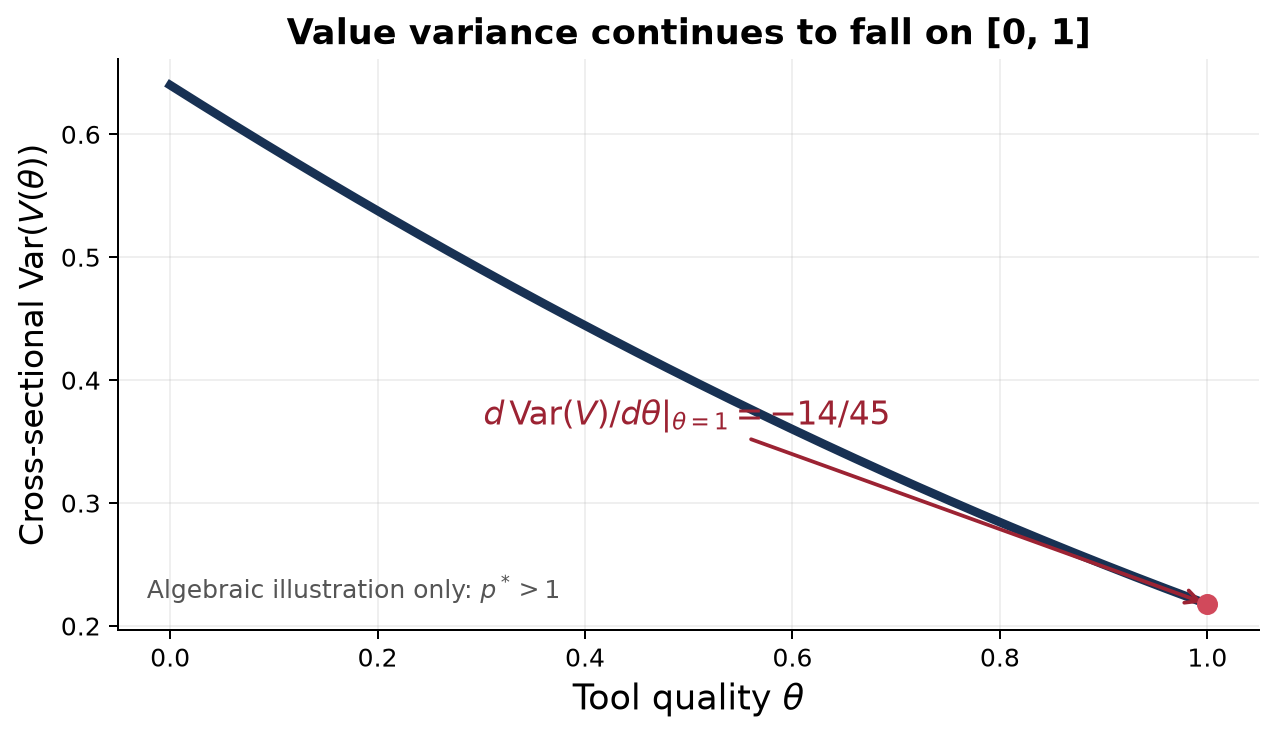 Value variance continues to fall on [0, 1]
Cross-sectional Var(V(θ))
0.6
0.5
0.4
0.3
0.2
d Var(V)/dθ|θ = 1 = −14/45
Algebraic illustration only: p* > 1
0.0 0.2 0.4 0.6 0.8 1.0
Tool quality θ